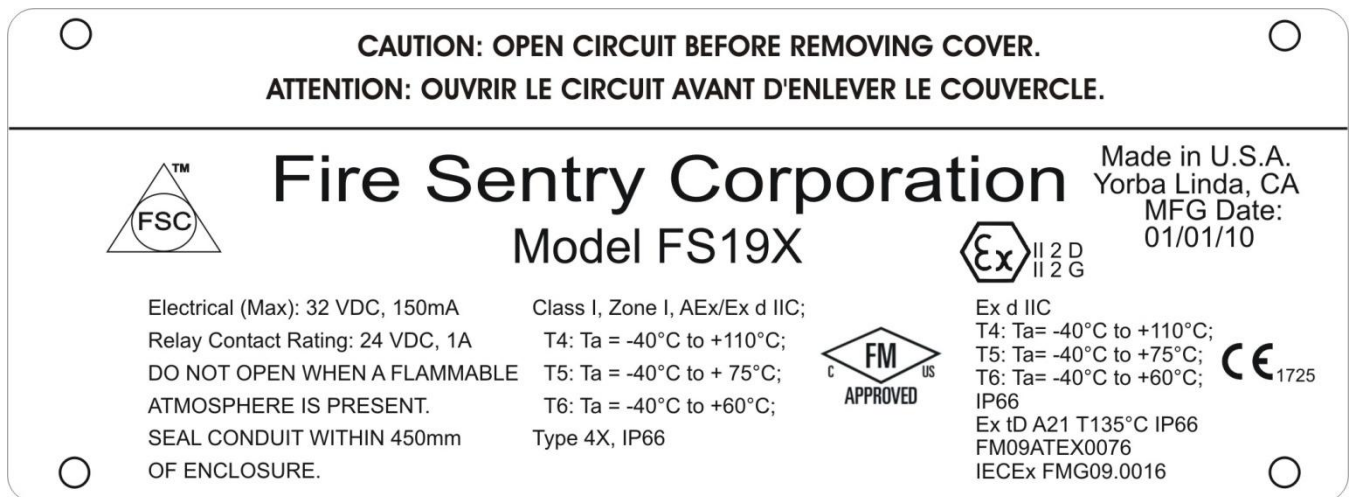 CAUTION: OPEN CIRCUIT BEFORE REMOVING COVER.
ATTENTION: OUVRIR LE CIRCUIT AVANT D'ENLEVER LE COUVERCLE.
TM
FSC
Fire Sentry Corporation
Model FS19X
Made in U.S.A.
Yorba Linda, CA
MFG Date:
01/01/10
Ex
II 2 D
II 2 G
Electrical (Max): 32 VDC, 150mA
Relay Contact Rating: 24 VDC, 1A
DO NOT OPEN WHEN A FLAMMABLE
ATMOSPHERE IS PRESENT.
SEAL CONDUIT WITHIN 450mm
OF ENCLOSURE.
Class I, Zone I, AEx/Ex d IIC;
T4: Ta = -40°C to +110°C;
T5: Ta = -40°C to + 75°C;
T6: Ta = -40°C to +60°C;
Type 4X, IP66
FM
C US
APPROVED
Ex d IIC
T4: Ta= -40°C to +110°C;
T5: Ta= -40°C to +75°C;
T6: Ta= -40°C to +60°C;
IP66
Ex tD A21 T135°C IP66
FM09ATEX0076
IECEx FMG09.0016
CE 1725